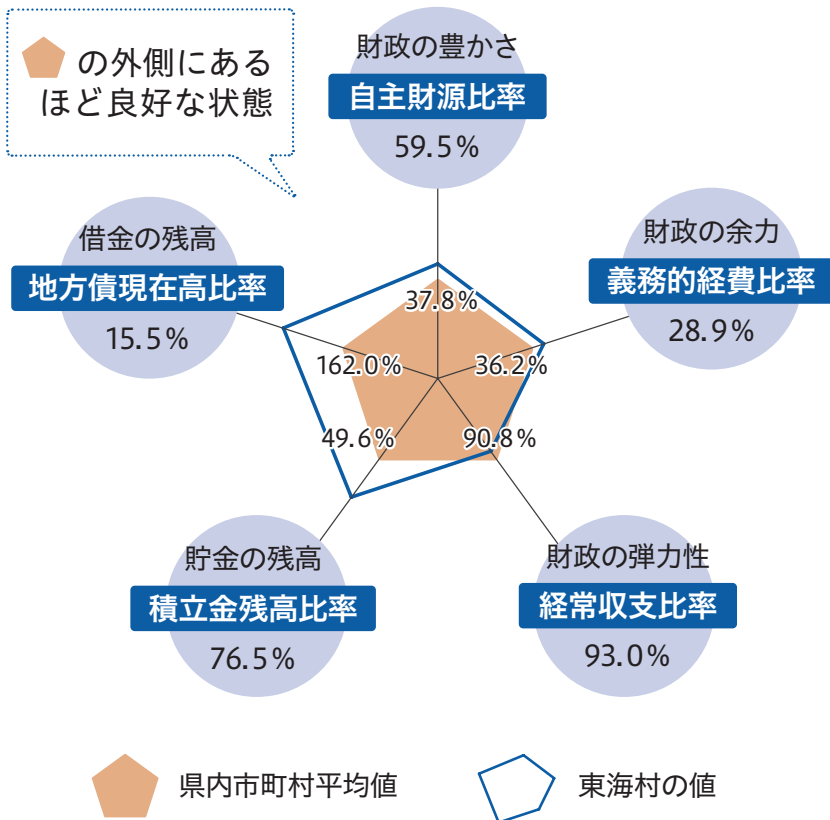 の外側にある
ほど良好な状態
財政の豊かさ
自主財源比率
59.5%
財政の余力
義務的経費比率
28.9%
財政の弾力性
経常収支比率
93.0%
貯金の残高
積立金残高比率
76.5%
借金の残高
地方債現在高比率
15.5%
37.8%
36.2%
90.8%
49.6%
162.0%
県内市町村平均値
東海村の値